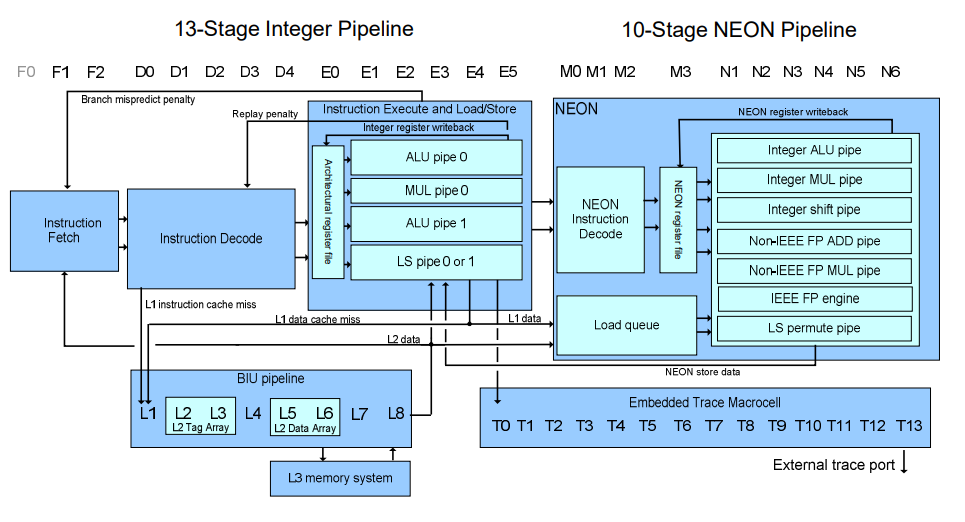 13-Stage Integer Pipeline
10-Stage NEON Pipeline
F0 F1 F2 D0 D1 D2 D3 D4 E0 E1 E2 E3 E4 E5
M0 M1 M2 M3 N1 N2 N3 N4 N5 N6
Branch mispredict penalty
Replay penalty
Instruction Execute and Load/Store
Integer register writeback
Architectural register file
ALU pipe 0
MUL pipe 0
ALU pipe 1
LS pipe 0 or 1
Instruction
Fetch
Instruction Decode
NEON
NEON register writeback
NEON
Instruction
Decode
NEON register file
Integer ALU pipe
Integer MUL pipe
Integer shift pipe
Non-IEEE FP ADD pipe
Non-IEEE FP MUL pipe
IEEE FP engine
LS permute pipe
Load queue
L1 instruction cache miss
L1 data cache miss
L1 data
L2 data
NEON store data
BIU pipeline
L1 L2 L3 L4 L5 L6 L7 L8
L2 Tag Array
L2 Data Array
L3 memory system
Embedded Trace Macrocell
T0 T1 T2 T3 T4 T5 T6 T7 T8 T9 T10 T11 T12 T13
External trace port